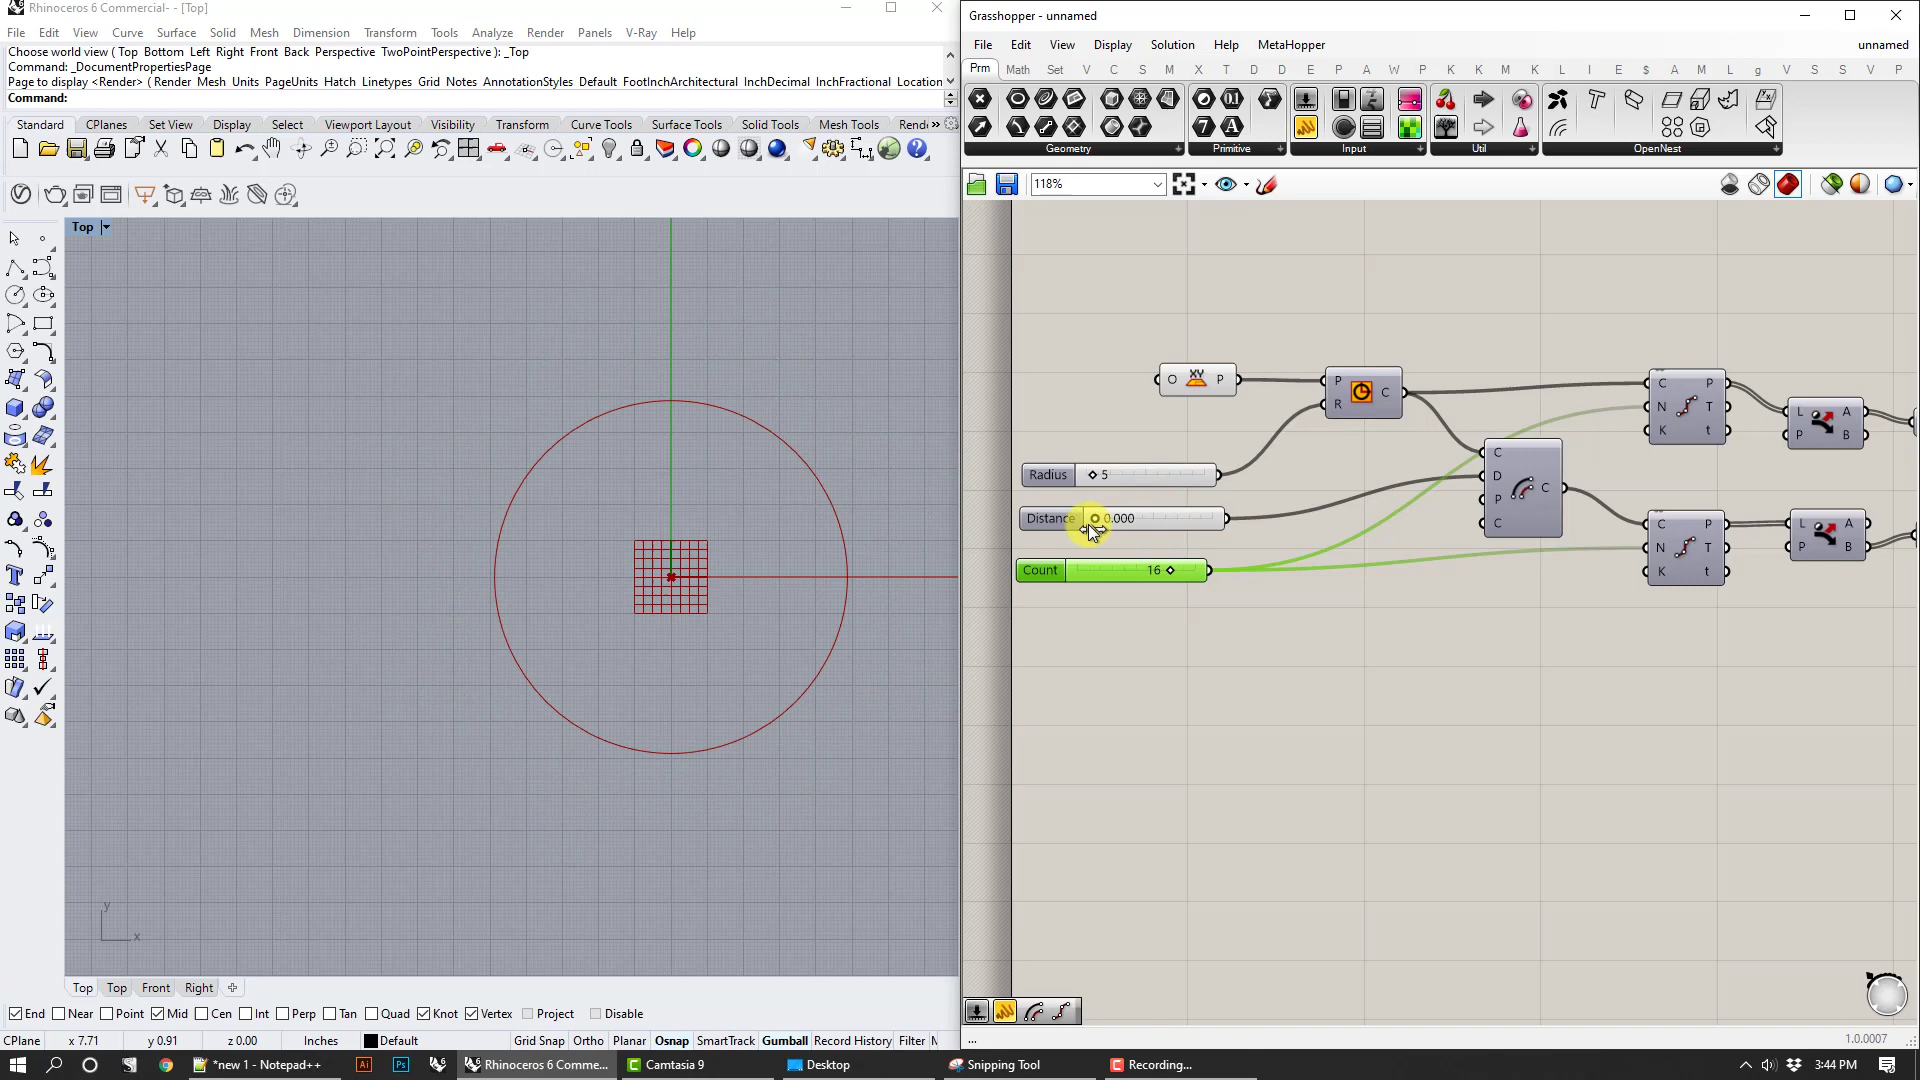 Rhinoceros 6 Commercial- - [Top]
File Edit View Curve Surface Solid Mesh Dimension Transform Tools Analyze Render Panels V-Ray Help
Choose world view ( Top Bottom Left Right Front Back Perspective TwoPointPerspective ): _Top
Command: _DocumentPropertiesPage
Page to display <Render> ( Render Mesh Units PageUnits Hatch Linetypes Grid Notes AnnotationStyles Default FootInchArchitectural InchDecimal InchFractional Location
Command:
Standard CPlanes Set View Display Select Viewport Layout Visibility Transform Curve Tools Surface Tools Solid Tools Mesh Tools Rend
Top
y
x
Top Top Front Right
End Near Point Mid Cen Int Perp Tan Quad Knot Vertex Project Disable
CPlane x 7.71 y 0.91 z 0.00 Inches Default Grid Snap Ortho Planar Osnap SmartTrack Gumball Record History Filter M
Grasshopper - unnamed
File Edit View Display Solution Help MetaHopper unnamed
Prm Math Set V C S M X T D D E P A W P K K M K L $ A M L g V S S V P
Geometry Primitive Input Util OpenNest
118%
O XY P
P R C
Radius 5
Distance 0.000
Count 16
C D P C C
C N K P T t
L P A B
C N K P T t
L P A B
... 1.0.0007
*new 1 - Notepad++ Rhinoceros 6 Comme... Camtasia 9 Desktop Snipping Tool Recording... 3:44 PM